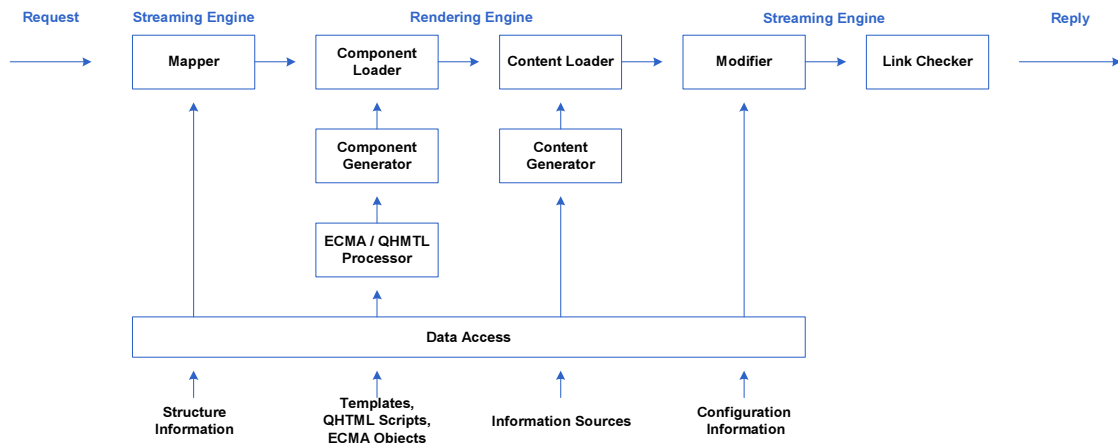 Request
Streaming Engine
Rendering Engine
Streaming Engine
Reply
Mapper
Component
Loader
Content Loader
Modifier
Link Checker
Component
Generator
Content
Generator
ECMA / QHMTL
Processor
Data Access
Structure
Information
Templates,
QHTML Scripts,
ECMA Objects
Information Sources
Configuration
Information